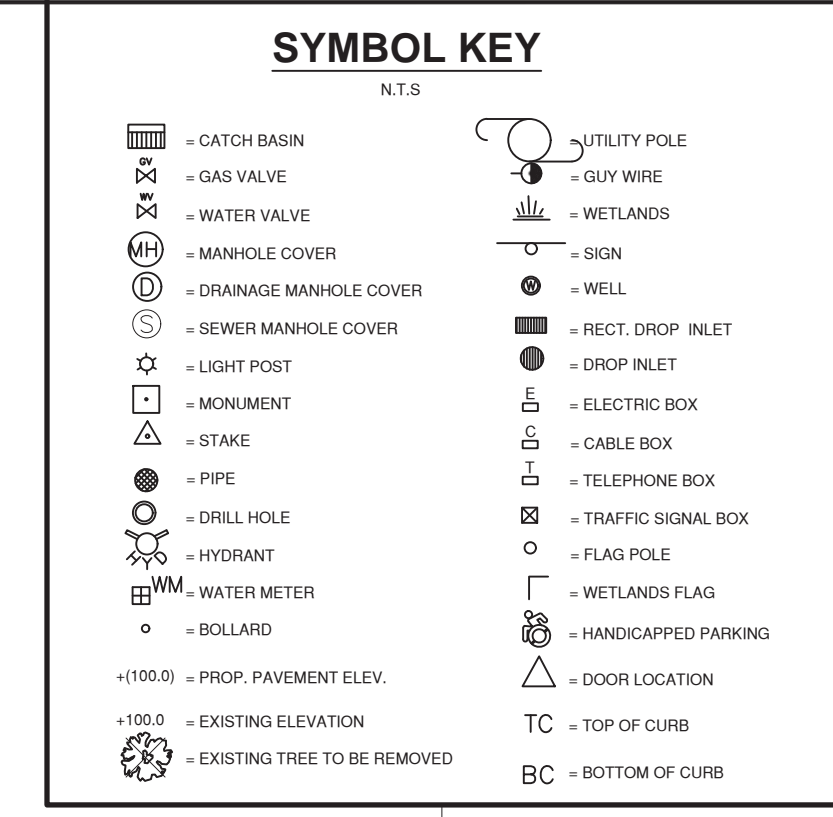 SYMBOL KEY
N.T.S
= CATCH BASIN
GV
= GAS VALVE
WV
= WATER VALVE
MH = MANHOLE COVER
D = DRAINAGE MANHOLE COVER
S = SEWER MANHOLE COVER
= LIGHT POST
= MONUMENT
= STAKE
= PIPE
= DRILL HOLE
HYD = HYDRANT
WM = WATER METER
= BOLLARD
+(100.0) = PROP. PAVEMENT ELEV.
+100.0 = EXISTING ELEVATION
= EXISTING TREE TO BE REMOVED
= UTILITY POLE
= GUY WIRE
= WETLANDS
= SIGN
W = WELL
= RECT. DROP INLET
= DROP INLET
E = ELECTRIC BOX
C = CABLE BOX
T = TELEPHONE BOX
= TRAFFIC SIGNAL BOX
= FLAG POLE
= WETLANDS FLAG
= HANDICAPPED PARKING
= DOOR LOCATION
TC = TOP OF CURB
BC = BOTTOM OF CURB